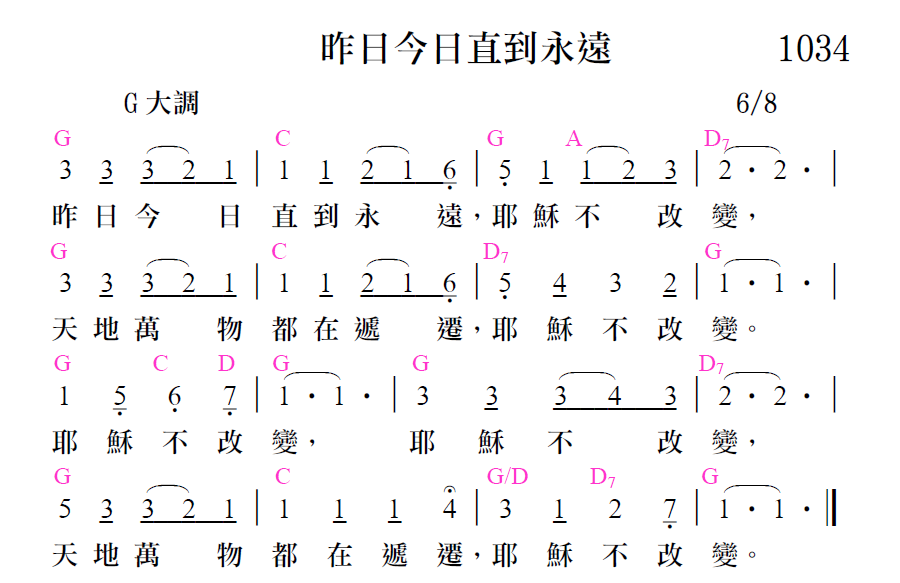 昨日今日直到永遠 1034
G 大調 6/8
G C G A D7
3 3 3 2 1 | 1 1 2 1 6 | 5 1 1 2 3 | 2 · 2 · |
昨 日 今 日 直 到 永 遠，耶 穌 不 改 變，
G C D7 G
3 3 3 2 1 | 1 1 2 1 6 | 5 4 3 2 | 1 · 1 · |
天 地 萬 物 都 在 遞 遷，耶 穌 不 改 變。
G C D G G D7
1 5 6 7 | 1 · 1 · | 3 3 3 4 3 | 2 · 2 · |
耶 穌 不 改 變， 耶 穌 不 改 變，
G C G/D D7 G
5 3 3 2 1 | 1 1 1 4 | 3 1 2 7 | 1 · 1 · ‖
天 地 萬 物 都 在 遞 遷，耶 穌 不 改 變。